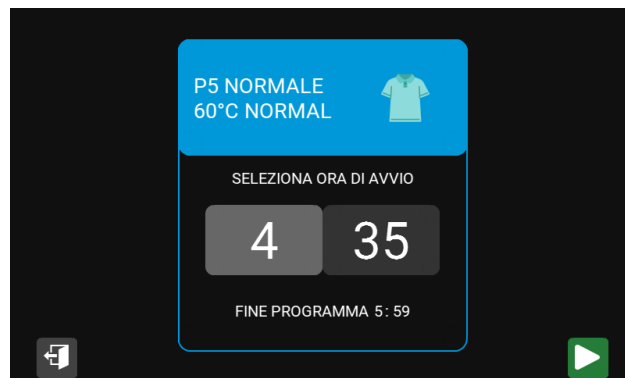 P5 NORMALE
60°C NORMAL
SELEZIONA ORA DI AVVIO
4 35
FINE PROGRAMMA 5:59